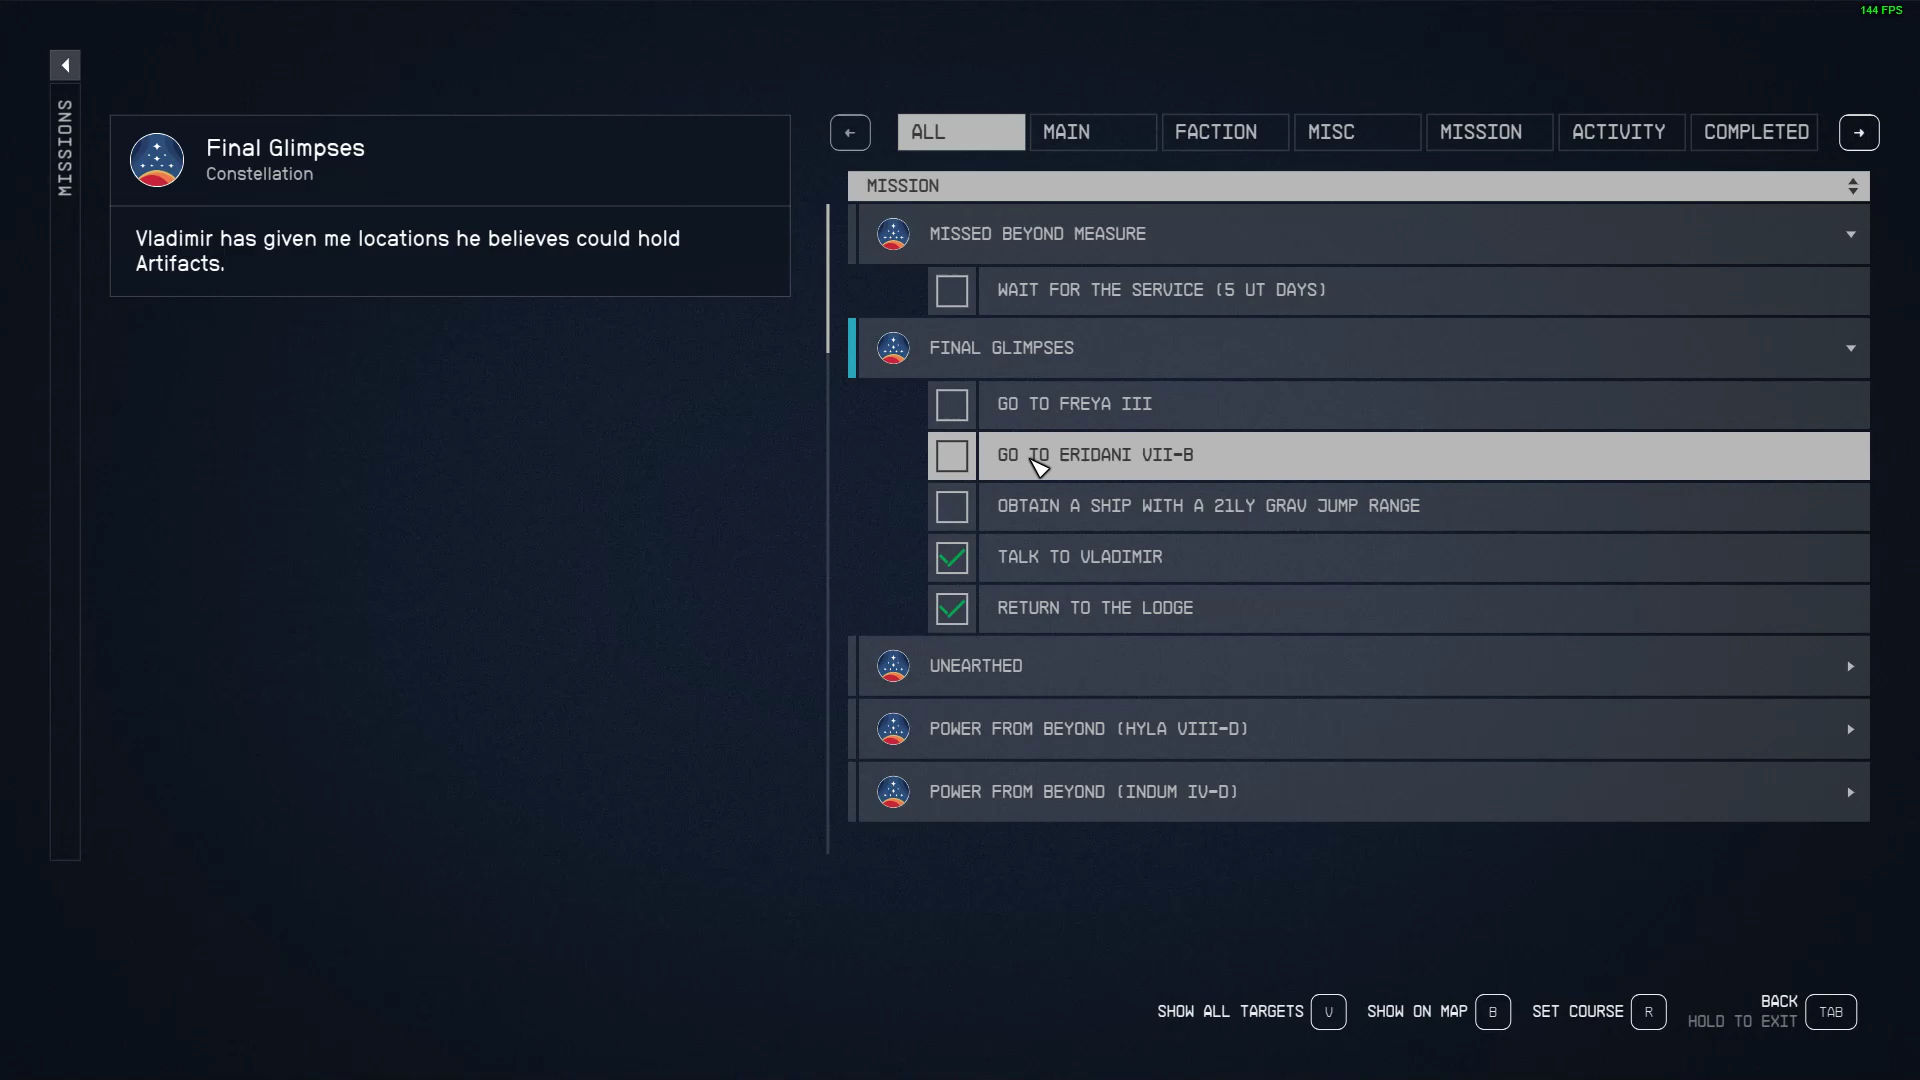 144 FPS
MISSIONS
Final Glimpses
Constellation
Vladimir has given me locations he believes could hold
Artifacts.
ALL
MAIN
FACTION
MISC
MISSION
ACTIVITY
COMPLETED
MISSION
MISSED BEYOND MEASURE
WAIT FOR THE SERVICE (5 UT DAYS)
FINAL GLIMPSES
GO TO FREYA III
GO TO ERIDANI VII-B
OBTAIN A SHIP WITH A 21LY GRAV JUMP RANGE
TALK TO VLADIMIR
RETURN TO THE LODGE
UNEARTHED
POWER FROM BEYOND (HYLA VIII-D)
POWER FROM BEYOND (INDUM IV-D)
SHOW ALL TARGETS V
SHOW ON MAP B
SET COURSE R
BACK
HOLD TO EXIT
TAB